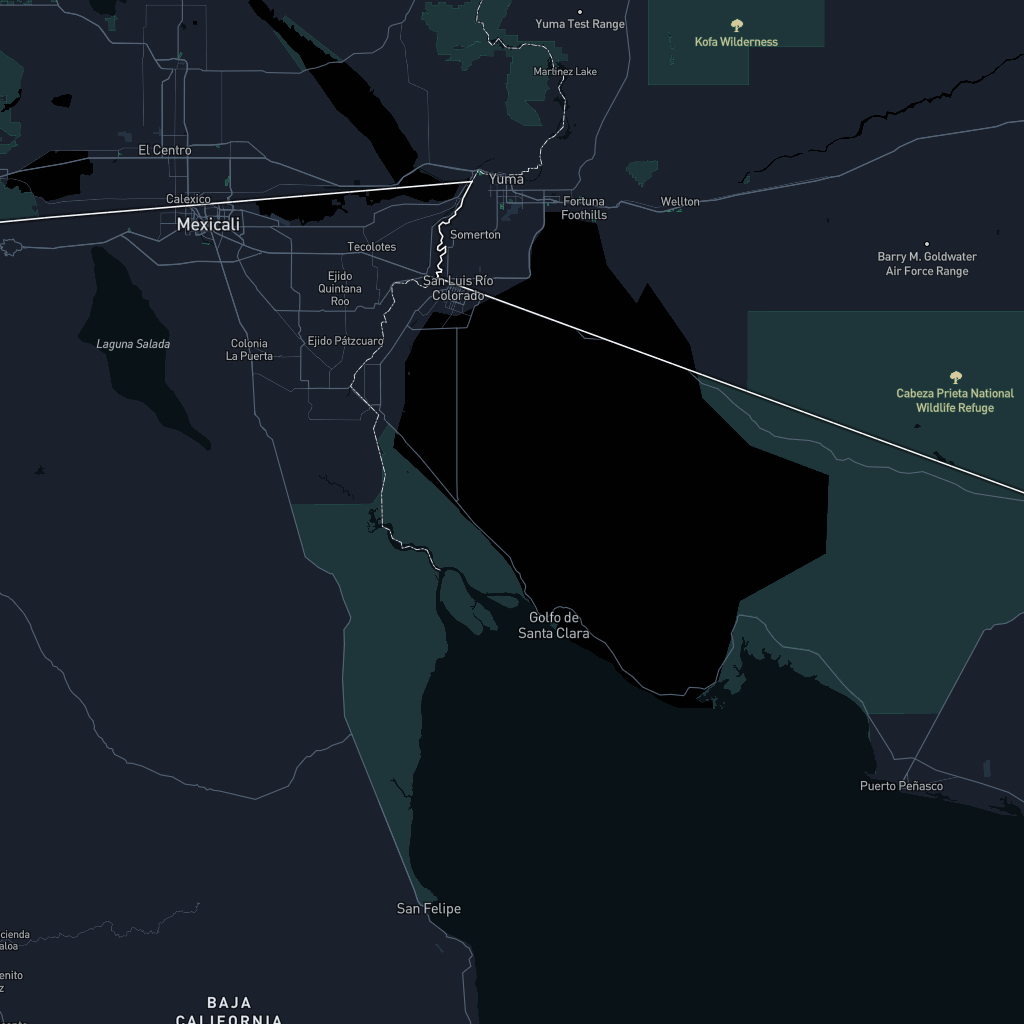 Yuma Test Range
Kofa Wilderness
Martinez Lake
El Centro
Yuma
Calexico
Fortuna
Foothills
Wellton
Mexicali
Somerton
Tecolotes
Barry M. Goldwater
Air Force Range
Ejido
Quintana
Roo
San Luis Río
Colorado
Laguna Salada
Colonia
La Puerta
Ejido Pátzcuaro
Cabeza Prieta National
Wildlife Refuge
Golfo de
Santa Clara
Puerto Peñasco
San Felipe
cienda
aloa
enito
z
BAJA
CALIFORNIA